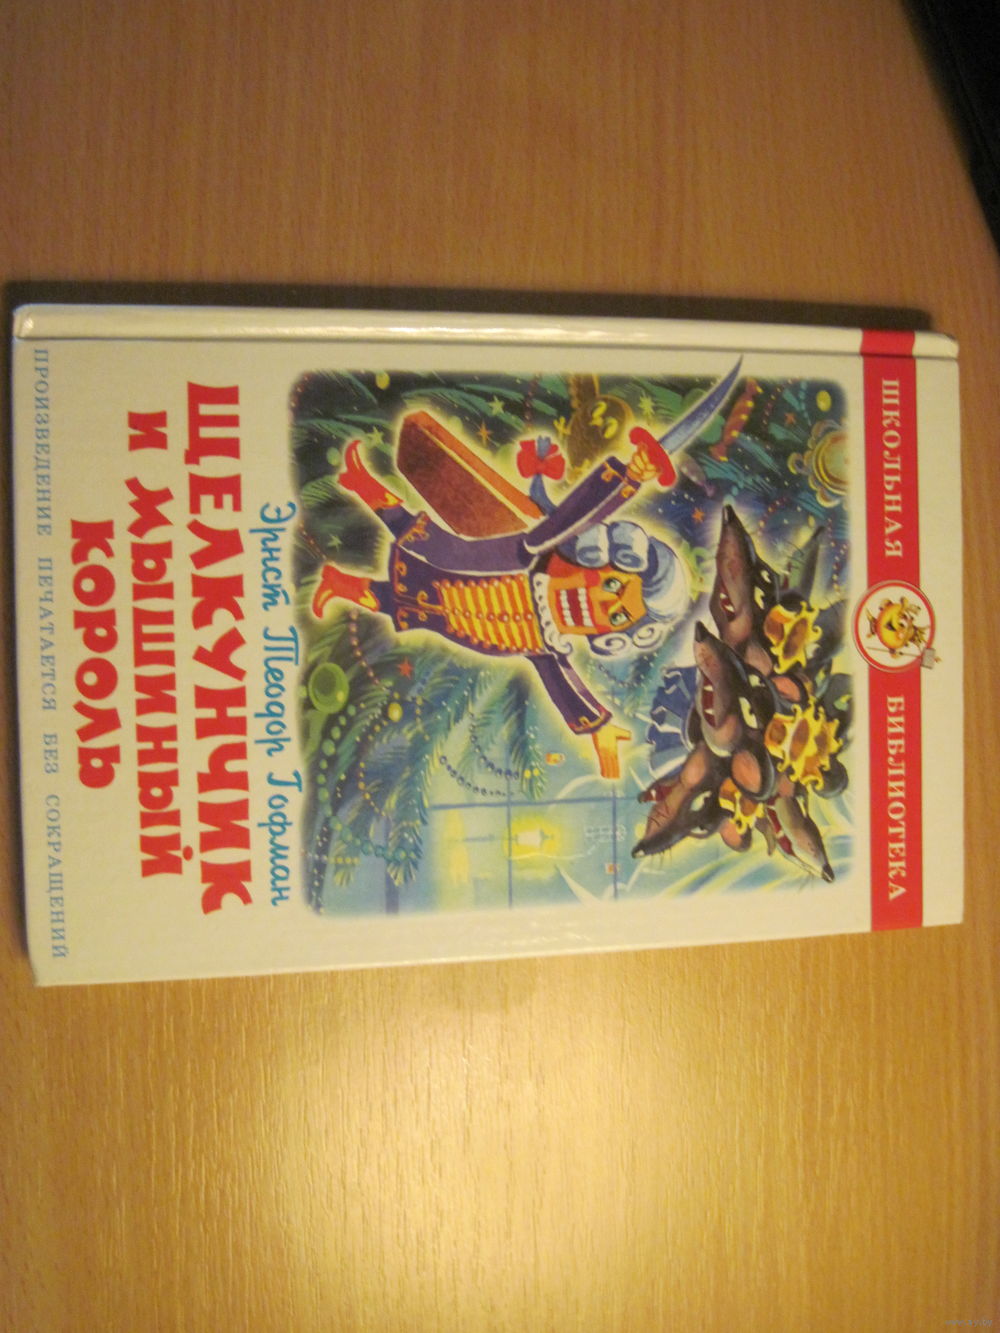 ШКОЛЬНАЯ БИБЛИОТЕКА
Эрнст Теодор Гофман
ЩЕЛКУНЧИК
И МЫШИНЫЙ
КОРОЛЬ
ПРОИЗВЕДЕНИЕ ПЕЧАТАЕТСЯ БЕЗ СОКРАЩЕНИЙ